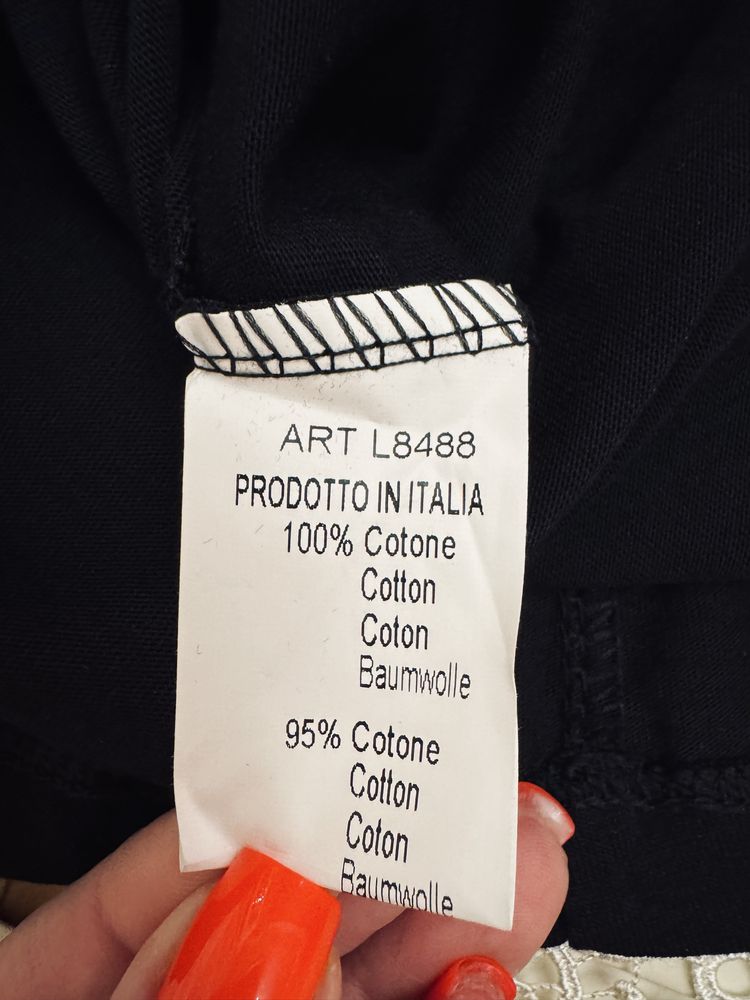 ART L8488
PRODOTTO IN ITALIA
100% Cotone
Cotton
Coton
Baumwolle
95% Cotone
Cotton
Coton
Baumwolle